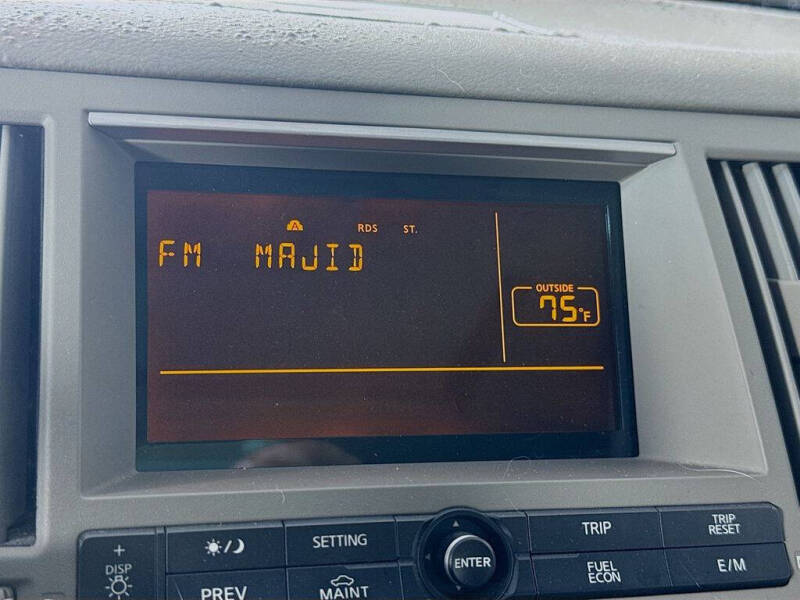 A RDS ST.
FM MAJID
OUTSIDE
75°F
+
DISP
SETTING
PREV
MAINT
ENTER
TRIP
TRIP
RESET
FUEL
ECON
E/M